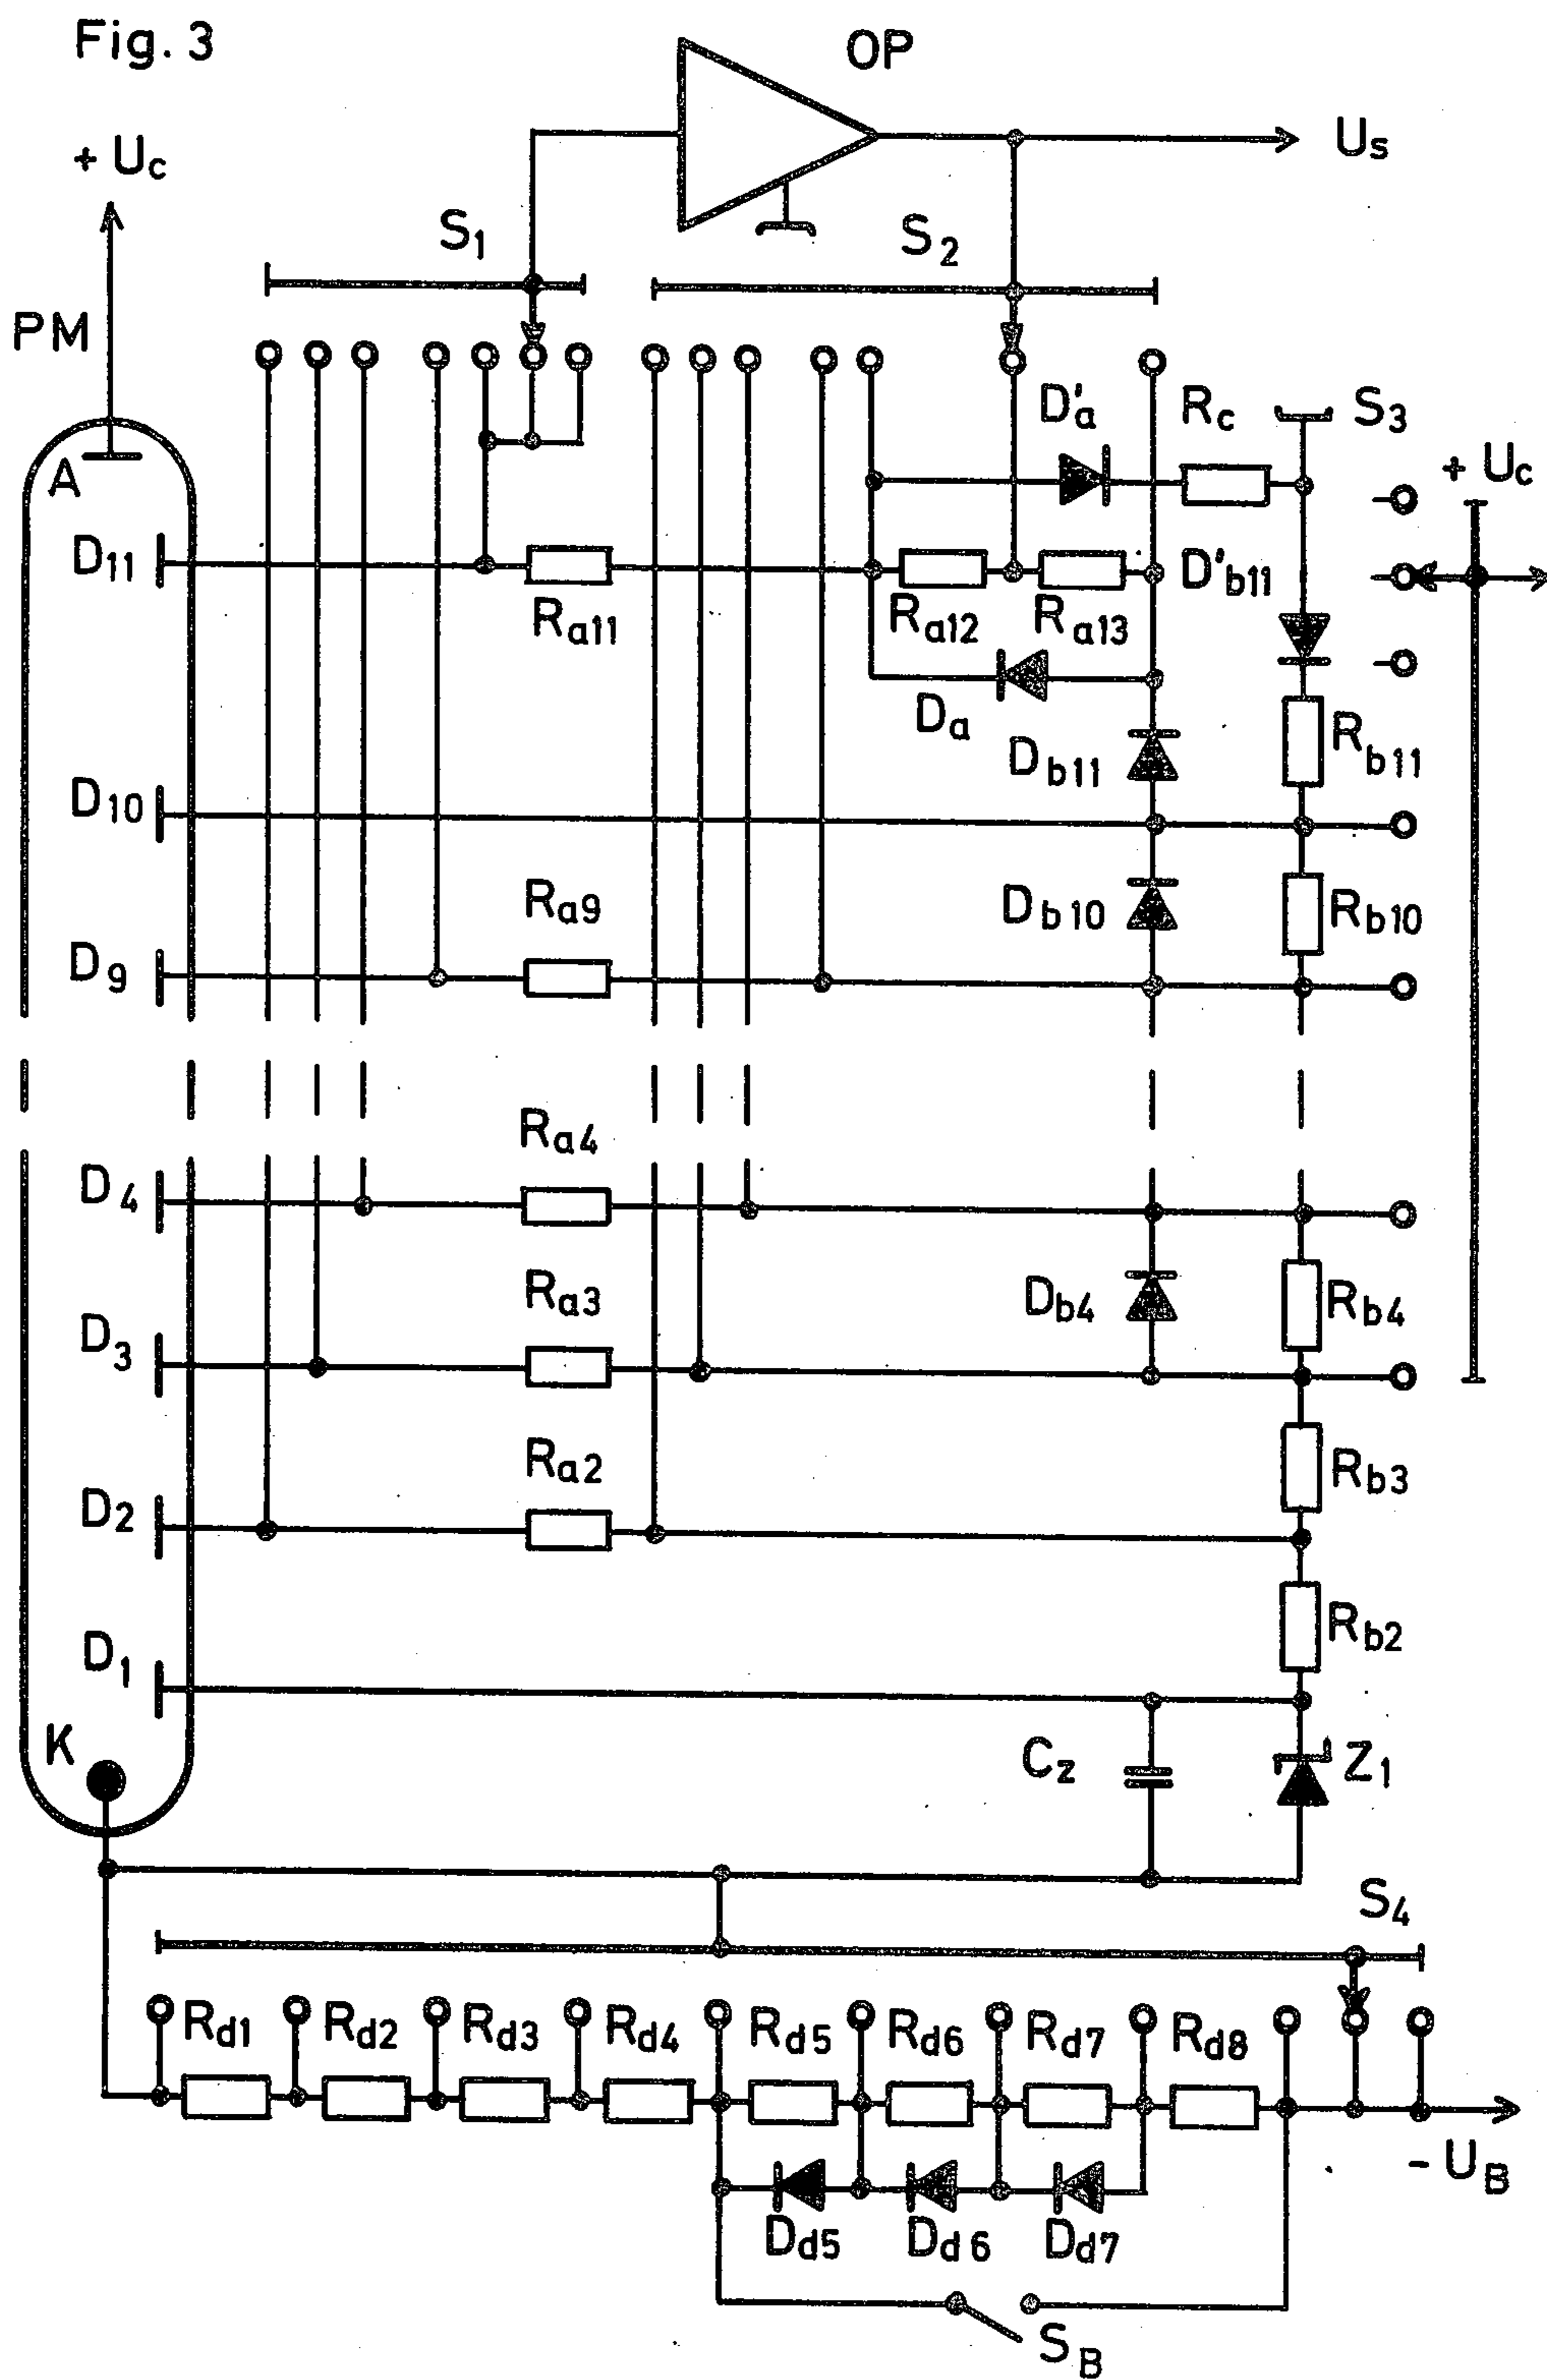 Fig. 3
OP
+ Uc
Us
S1
S2
PM
D'a
Rc
S3
+ Uc
A
D11
Ra11
Ra12
Ra13
D'b11
Da
Db11
Rb11
D10
Ra9
Db10
Rb10
D9
Ra4
D4
Ra3
Db4
Rb4
D3
Ra2
Rb3
D2
Rb2
D1
K
Cz
Z1
S4
Rd1
Rd2
Rd3
Rd4
Rd5
Rd6
Rd7
Rd8
- UB
Dd5
Dd6
Dd7
SB